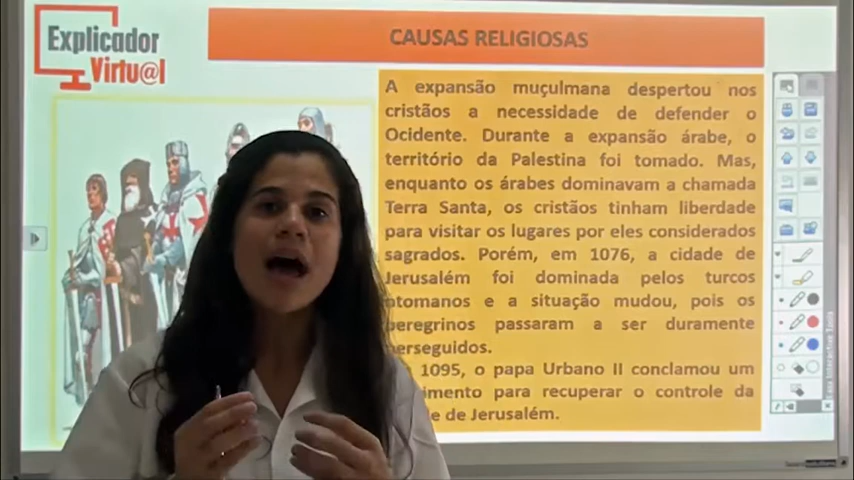 Explicador
Virtu@l
CAUSAS RELIGIOSAS
A expansão muçulmana despertou nos
cristãos a necessidade de defender o
Ocidente. Durante a expansão árabe, o
território da Palestina foi tomado. Mas,
enquanto os árabes dominavam a chamada
Terra Santa, os cristãos tinham liberdade
para visitar os lugares por eles considerados
sagrados. Porém, em 1076, a cidade de
Jerusalém foi dominada pelos turcos
otomanos e a situação mudou, pois os
peregrinos passaram a ser duramente
perseguidos.
1095, o papa Urbano II conclamou um
para recuperar o controle da
de Jerusalém.